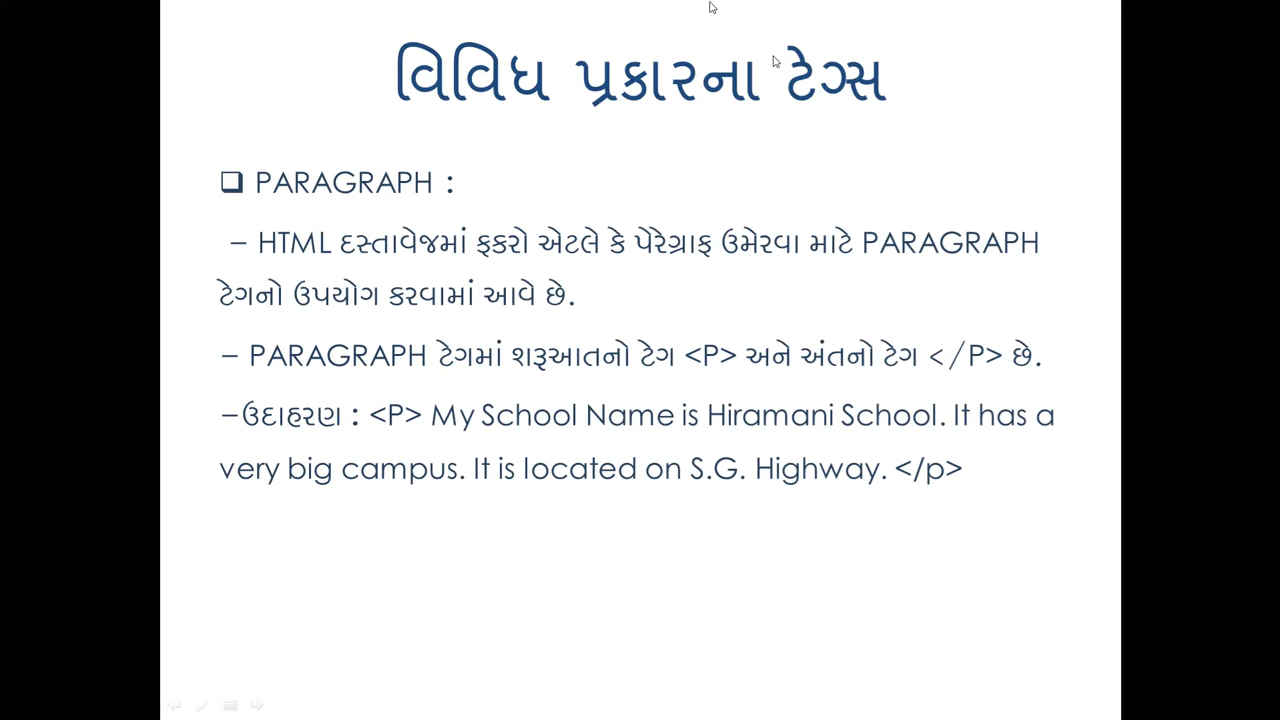 વિવિધ પ્રકારના ટેગ્સ
❑ PARAGRAPH :
– HTML દસ્તાવેજમાં ફકરો એટલે કે પેરેગ્રાફ ઉમેરવા માટે PARAGRAPH
ટેગનો ઉપયોગ કરવામાં આવે છે.
– PARAGRAPH ટેગમાં શરૂઆતનો ટેગ <P> અને અંતનો ટેગ </P> છે.
–ઉદાહરણ : <P> My School Name is Hiramani School. It has a
very big campus. It is located on S.G. Highway. </p>